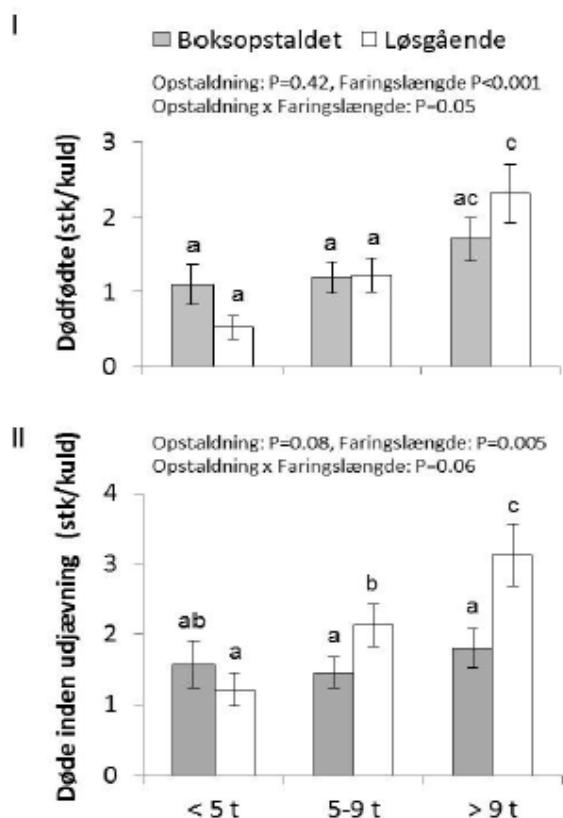 I
Boksopstaldet Løsgående
Opstaldning: P=0.42, Faringslængde P<0.001
Opstaldning x Faringslængde: P=0.05
Dødfødte (stk/kuld)
3
2
1
0
a
a
a
a
ac
c
II
Opstaldning: P=0.08, Faringslængde: P=0.005
Opstaldning x Faringslængde: P=0.06
Døde inden udjævning (stk/kuld)
4
3
2
1
0
ab
a
a
b
a
c
< 5 t 5-9 t > 9 t